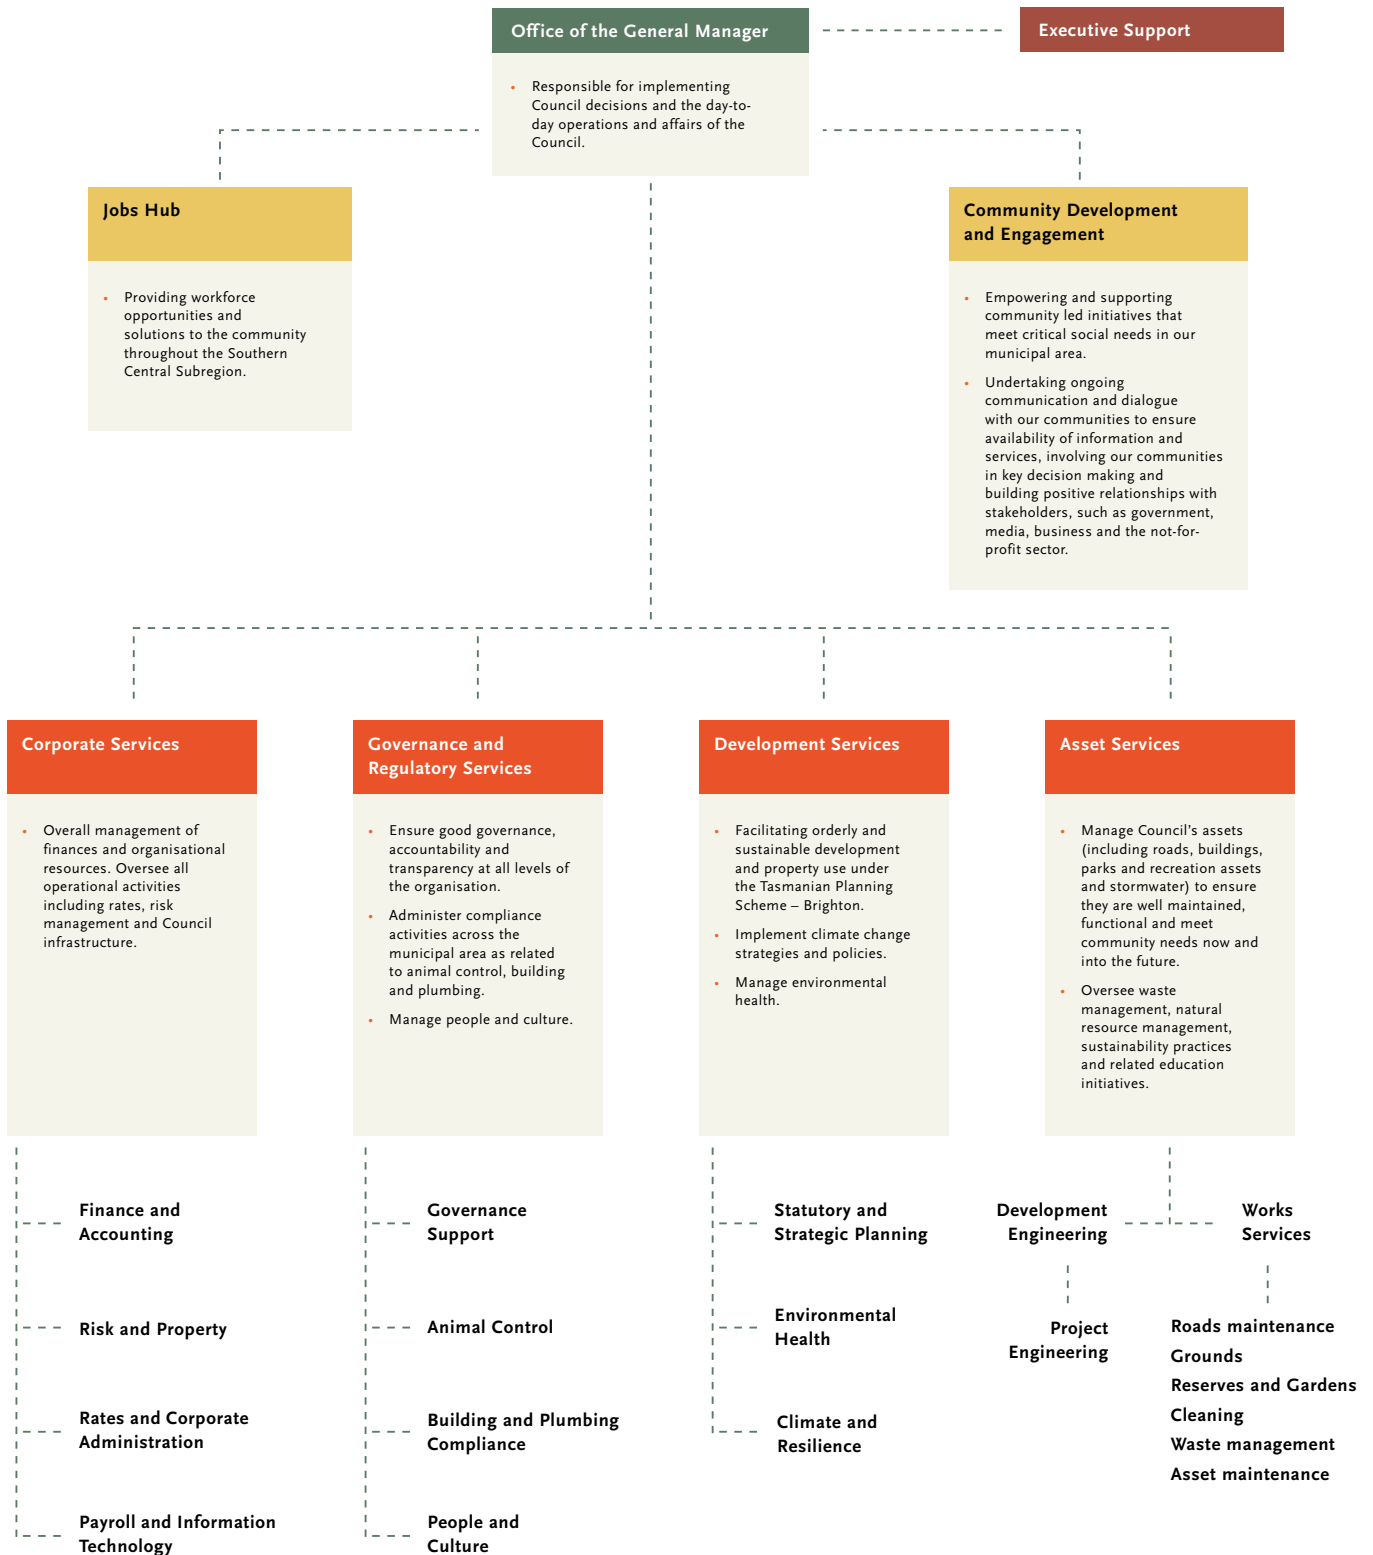 Office of the General Manager
Executive Support
• Responsible for implementing
Council decisions and the day-to-
day operations and affairs of the
Council.
Jobs Hub
• Providing workforce
opportunities and
solutions to the community
throughout the Southern
Central Subregion.
Community Development
and Engagement
• Empowering and supporting
community led initiatives that
meet critical social needs in our
municipal area.
• Undertaking ongoing
communication and dialogue
with our communities to ensure
availability of information and
services, involving our communities
in key decision making and
building positive relationships with
stakeholders, such as government,
media, business and the not-for-
profit sector.
Corporate Services
• Overall management of
finances and organisational
resources. Oversee all
operational activities
including rates, risk
management and Council
infrastructure.
Governance and
Regulatory Services
• Ensure good governance,
accountability and
transparency at all levels of
the organisation.
• Administer compliance
activities across the
municipal area as related
to animal control, building
and plumbing.
• Manage people and culture.
Development Services
• Facilitating orderly and
sustainable development
and property use under
the Tasmanian Planning
Scheme – Brighton.
• Implement climate change
strategies and policies.
• Manage environmental
health.
Asset Services
• Manage Council’s assets
(including roads, buildings,
parks and recreation assets
and stormwater) to ensure
they are well maintained,
functional and meet
community needs now and
into the future.
• Oversee waste
management, natural
resource management,
sustainability practices
and related education
initiatives.
Finance and
Accounting
Risk and Property
Rates and Corporate
Administration
Payroll and Information
Technology
Governance
Support
Animal Control
Building and Plumbing
Compliance
People and
Culture
Statutory and
Strategic Planning
Environmental
Health
Climate and
Resilience
Development
Engineering
Project
Engineering
Works
Services
Roads maintenance
Grounds
Reserves and Gardens
Cleaning
Waste management
Asset maintenance